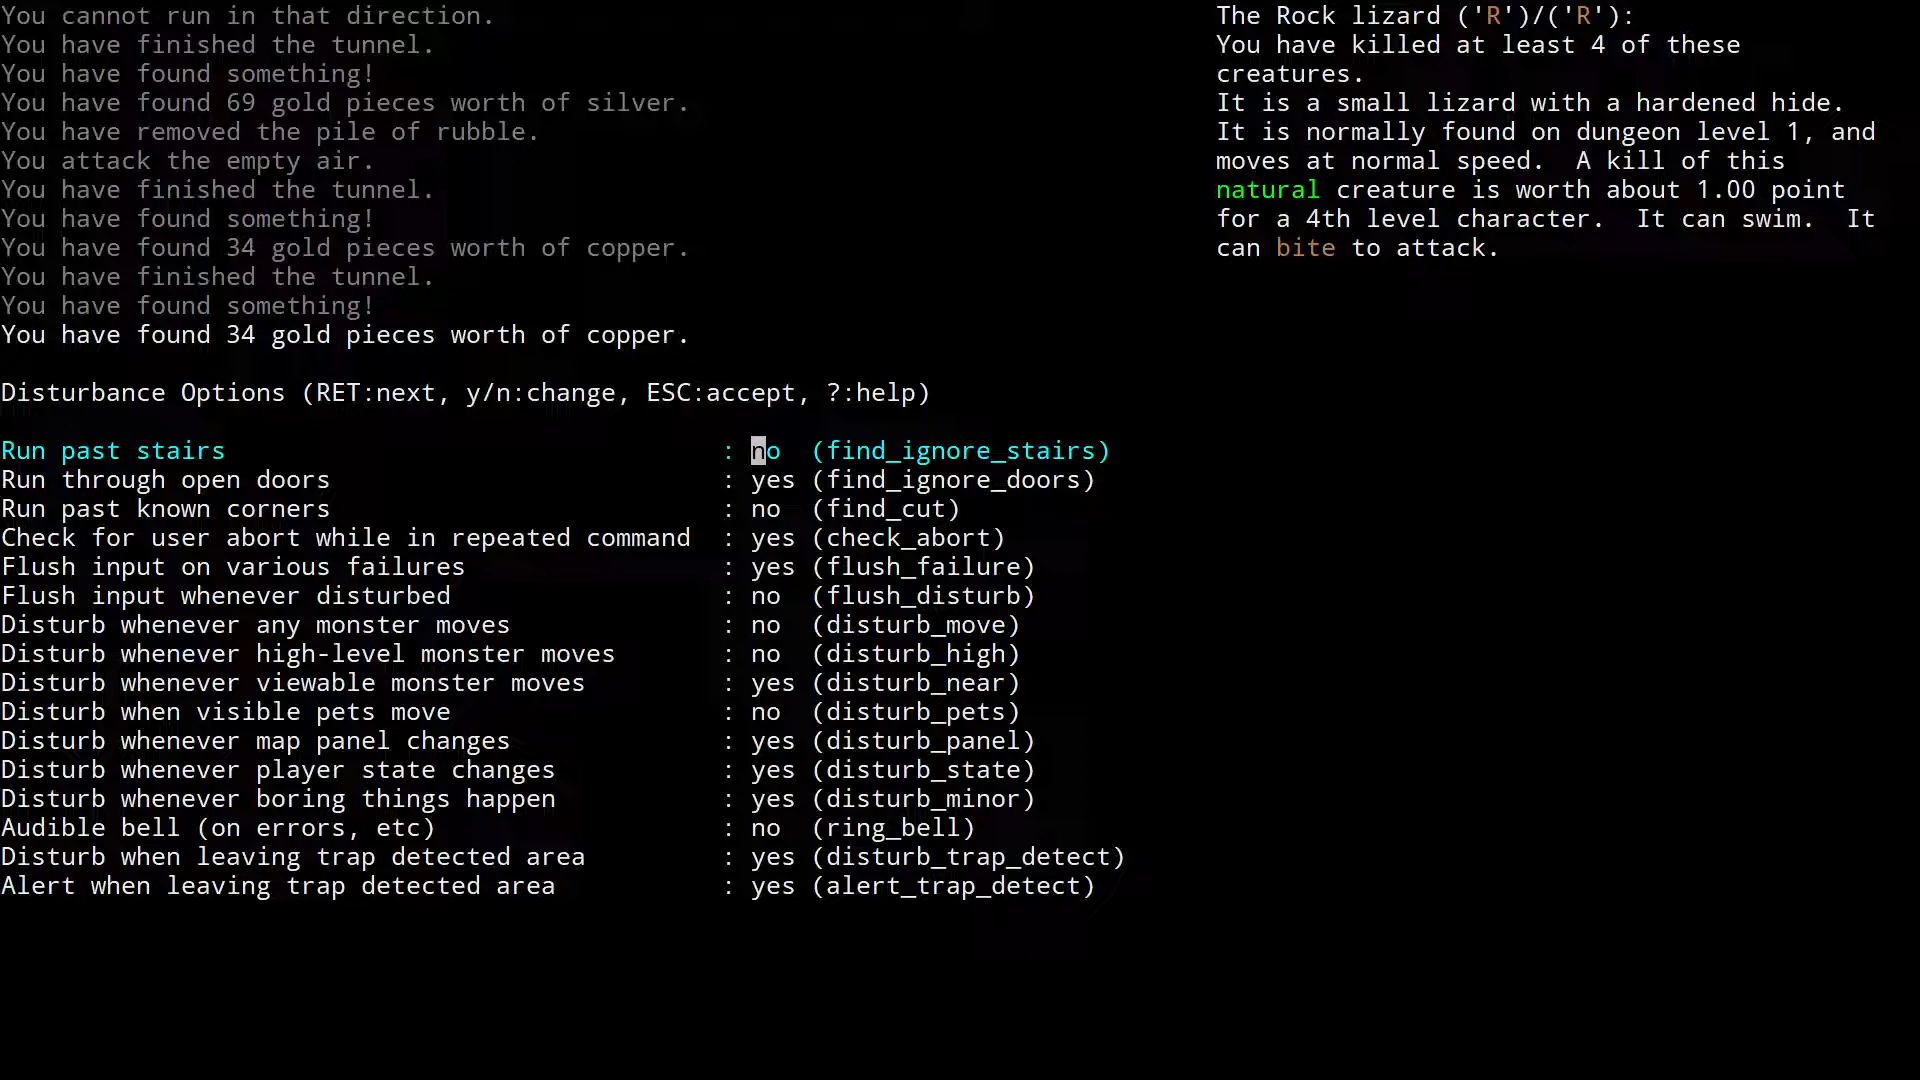 You cannot run in that direction.
You have finished the tunnel.
You have found something!
You have found 69 gold pieces worth of silver.
You have removed the pile of rubble.
You attack the empty air.
You have finished the tunnel.
You have found something!
You have found 34 gold pieces worth of copper.
You have finished the tunnel.
You have found something!
You have found 34 gold pieces worth of copper.
Disturbance Options (RET:next, y/n:change, ESC:accept, ?:help)
Run past stairs : no (find_ignore_stairs)
Run through open doors : yes (find_ignore_doors)
Run past known corners : no (find_cut)
Check for user abort while in repeated command : yes (check_abort)
Flush input on various failures : yes (flush_failure)
Flush input whenever disturbed : no (flush_disturb)
Disturb whenever any monster moves : no (disturb_move)
Disturb whenever high-level monster moves : no (disturb_high)
Disturb whenever viewable monster moves : yes (disturb_near)
Disturb when visible pets move : no (disturb_pets)
Disturb whenever map panel changes : yes (disturb_panel)
Disturb whenever player state changes : yes (disturb_state)
Disturb whenever boring things happen : yes (disturb_minor)
Audible bell (on errors, etc) : no (ring_bell)
Disturb when leaving trap detected area : yes (disturb_trap_detect)
Alert when leaving trap detected area : yes (alert_trap_detect)
The Rock lizard ('R')/('R'):
You have killed at least 4 of these
creatures.
It is a small lizard with a hardened hide.
It is normally found on dungeon level 1, and
moves at normal speed. A kill of this
natural creature is worth about 1.00 point
for a 4th level character. It can swim. It
can bite to attack.